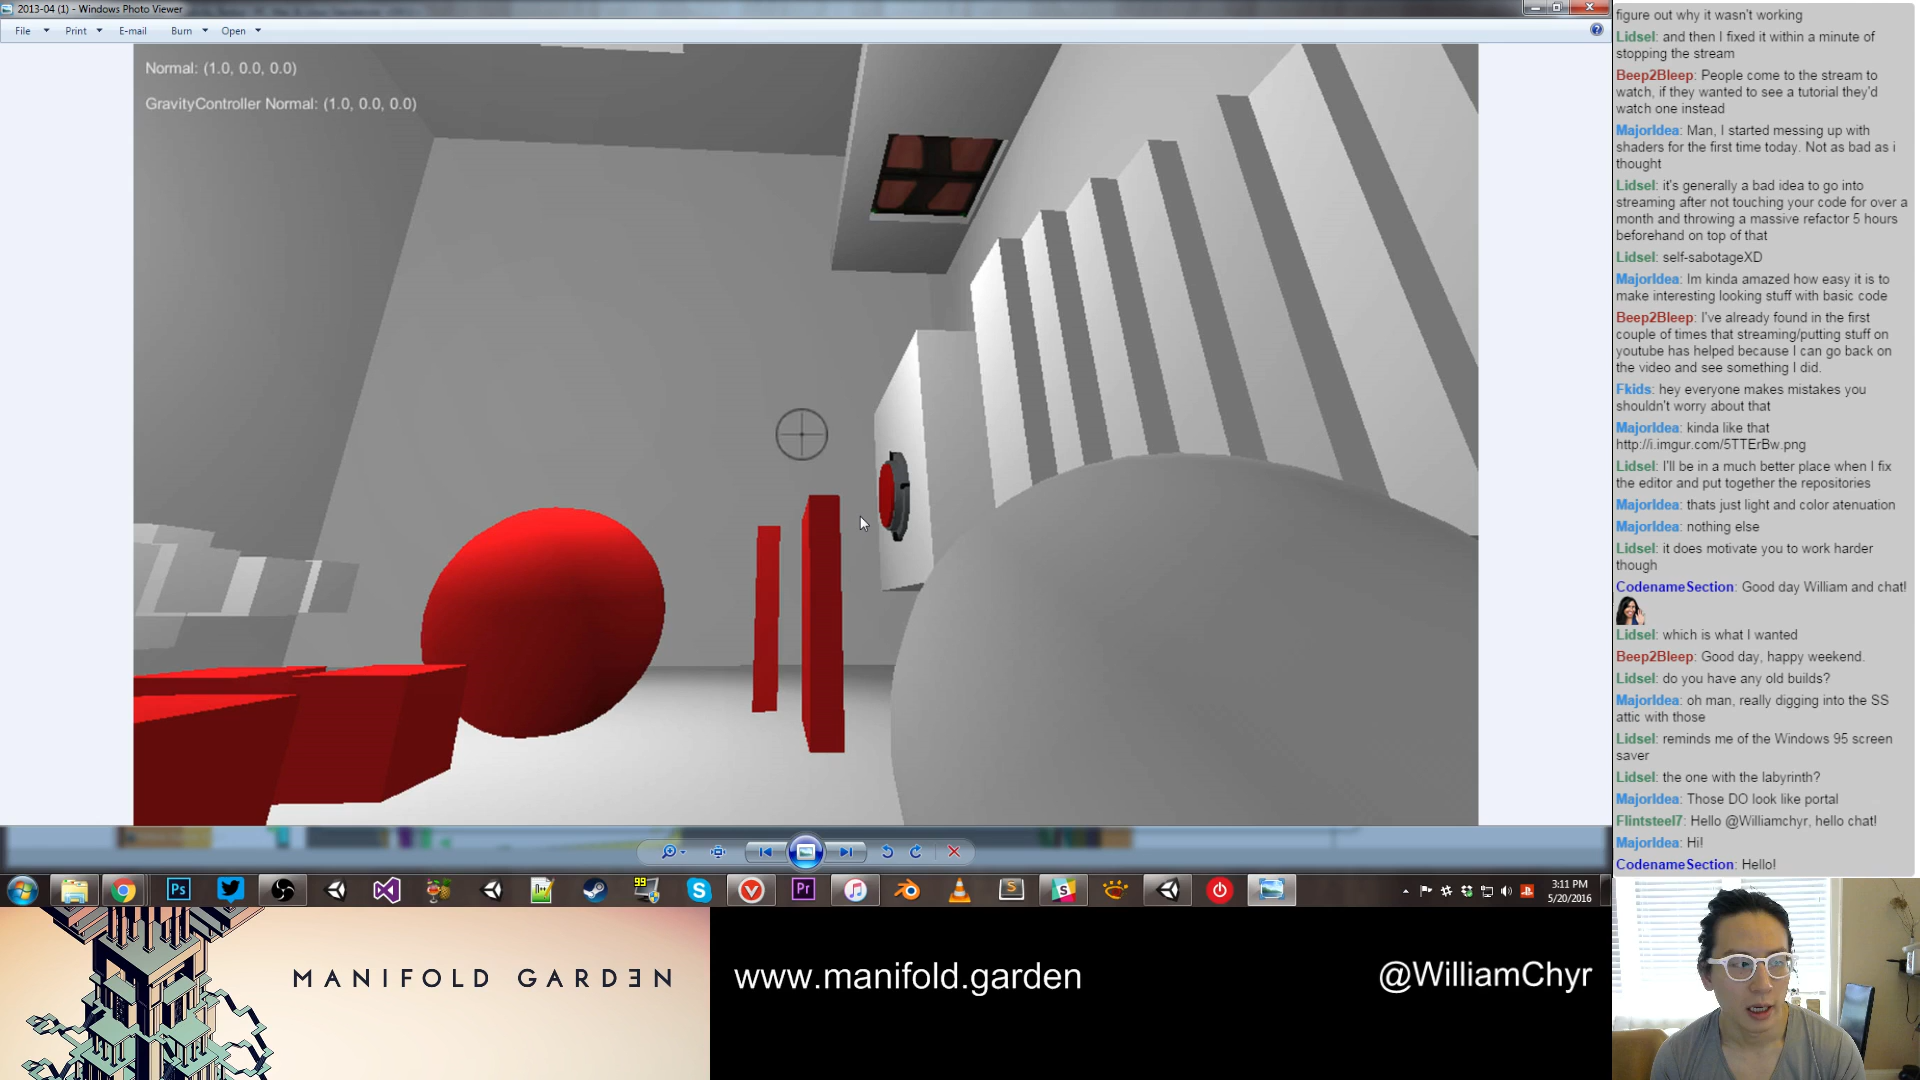 2013-04 (1) - Windows Photo Viewer
File Print E-mail Burn Open
Normal: (1.0, 0.0, 0.0)
GravityController Normal: (1.0, 0.0, 0.0)
figure out why it wasn't working
Lidsel: and then I fixed it within a minute of
stopping the stream
Beep2Bleep: People come to the stream to
watch, if they wanted to see a tutorial they'd
watch one instead
MajorIdea: Man, I started messing up with
shaders for the first time today. Not as bad as i
thought
Lidsel: it's generally a bad idea to go into
streaming after not touching your code for over a
month and throwing a massive refactor 5 hours
beforehand on top of that
Lidsel: self-sabotageXD
MajorIdea: Im kinda amazed how easy it is to
make interesting looking stuff with basic code
Beep2Bleep: I've already found in the first
couple of times that streaming/putting stuff on
youtube has helped because I can go back on
the video and see something I did.
Fkids: hey everyone makes mistakes you
shouldn't worry about that
MajorIdea: kinda like that
http://i.imgur.com/5TTErBw.png
Lidsel: I'll be in a much better place when I fix
the editor and put together the repositories
MajorIdea: thats just light and color atenuation
MajorIdea: nothing else
Lidsel: it does motivate you to work harder
though
CodenameSection: Good day William and chat!
Lidsel: which is what I wanted
Beep2Bleep: Good day, happy weekend.
Lidsel: do you have any old builds?
MajorIdea: oh man, really digging into the SS
attic with those
Lidsel: reminds me of the Windows 95 screen
saver
Lidsel: the one with the labyrinth?
MajorIdea: Those DO look like portal
Flintsteel7: Hello @Williamchyr, hello chat!
MajorIdea: Hi!
CodenameSection: Hello!
Ps
99
Pr
S
3:11 PM
5/20/2016
MANIFOLD GARDƎN
www.manifold.garden
@WilliamChyr